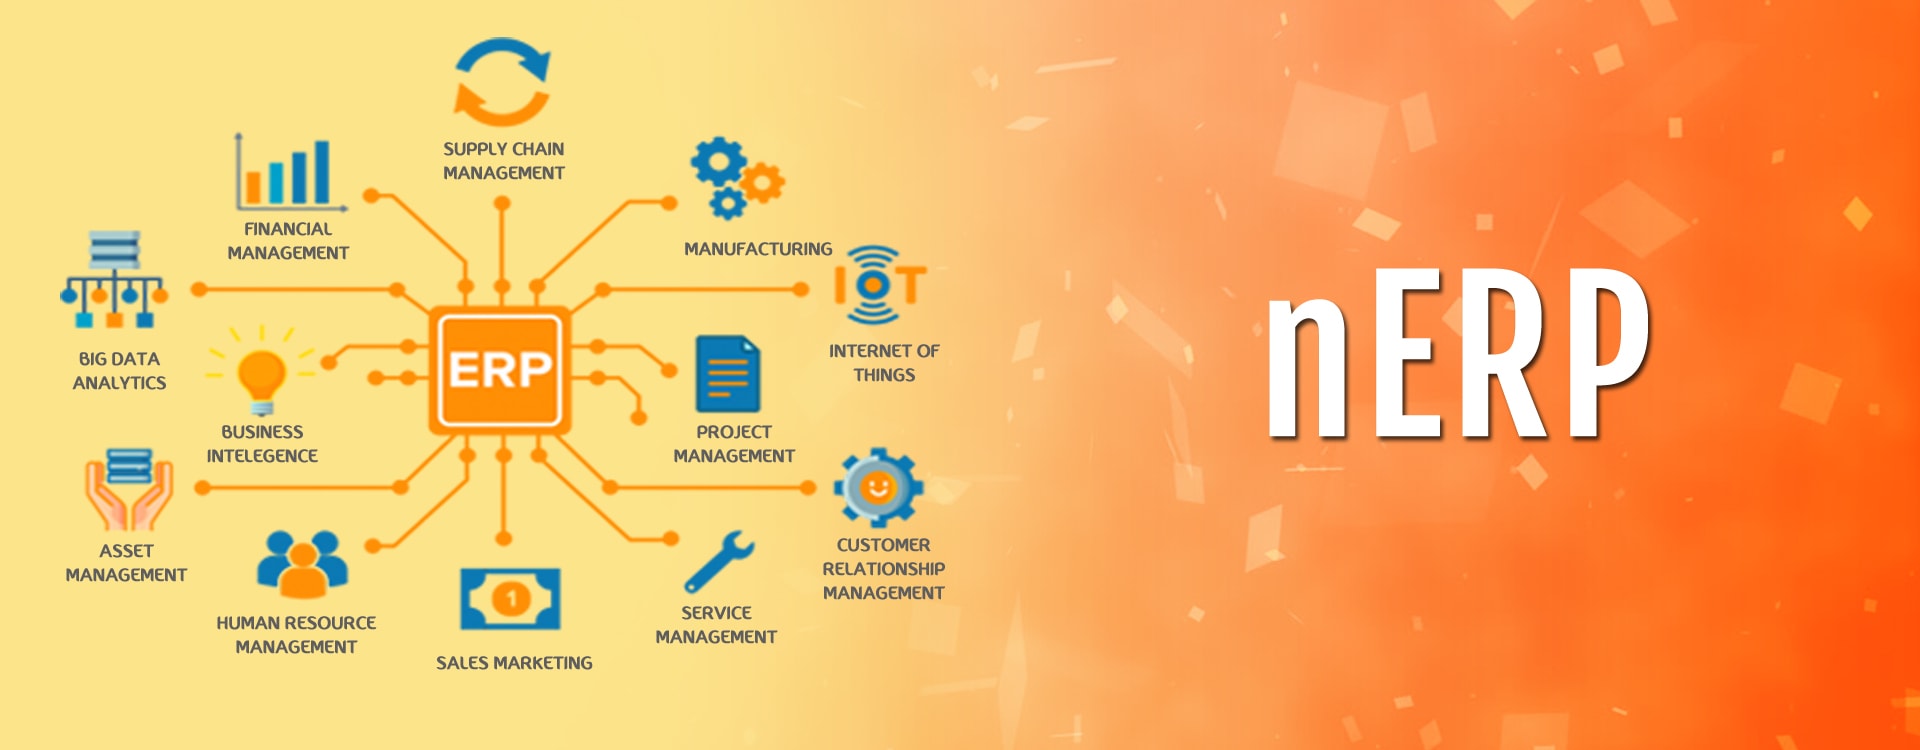 SUPPLY CHAIN
MANAGEMENT
FINANCIAL
MANAGEMENT
MANUFACTURING
IOT
BIG DATA
ANALYTICS
INTERNET OF
THINGS
ERP
BUSINESS
INTELEGENCE
PROJECT
MANAGEMENT
ASSET
MANAGEMENT
CUSTOMER
RELATIONSHIP
MANAGEMENT
HUMAN RESOURCE
MANAGEMENT
1
SALES MARKETING
SERVICE
MANAGEMENT
nERP